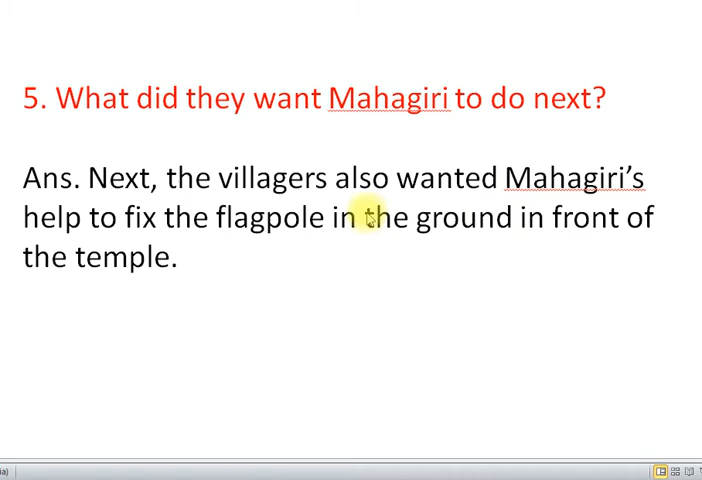 5. What did they want Mahagiri to do next?
Ans. Next, the villagers also wanted Mahagiri's
help to fix the flagpole in the ground in front of
the temple.
ia)